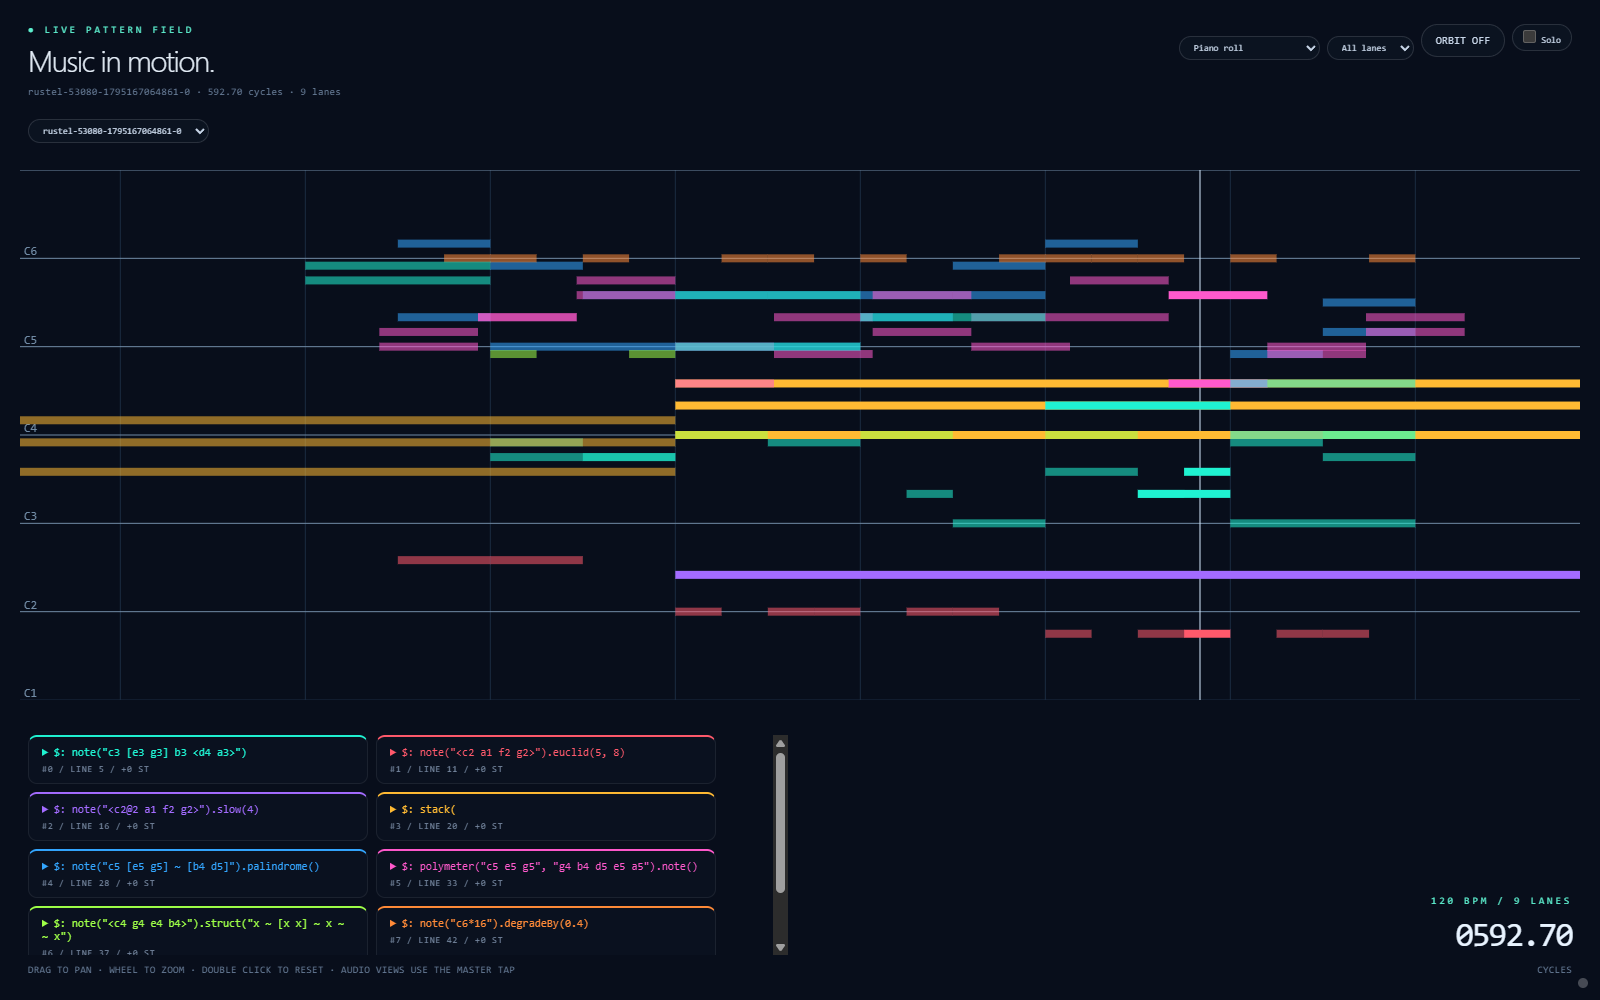 ● LIVE PATTERN FIELD
Music in motion.
rustel-53080-1795167064861-0 · 592.70 cycles · 9 lanes
Piano roll
All lanes
ORBIT OFF
Solo
rustel-53080-1795167064861-0
C6
C5
C4
C3
C2
C1
▶ $: note("c3 [e3 g3] b3 <d4 a3>")
#0 / LINE 5 / +0 ST
▶ $: note("<c2 a1 f2 g2>").euclid(5, 8)
#1 / LINE 11 / +0 ST
▶ $: note("<c2@2 a1 f2 g2>").slow(4)
#2 / LINE 16 / +0 ST
▶ $: stack(
#3 / LINE 20 / +0 ST
▶ $: note("c5 [e5 g5] ~ [b4 d5]").palindrome()
#4 / LINE 28 / +0 ST
▶ $: polymeter("c5 e5 g5", "g4 b4 d5 e5 a5").note()
#5 / LINE 33 / +0 ST
▶ $: note("<c4 g4 e4 b4>").struct("x ~ [x x] ~ x ~
~ x")
#6 / LINE 37 / +0 ST
▶ $: note("c6*16").degradeBy(0.4)
#7 / LINE 42 / +0 ST
120 BPM / 9 LANES
0592.70
CYCLES
DRAG TO PAN · WHEEL TO ZOOM · DOUBLE CLICK TO RESET · AUDIO VIEWS USE THE MASTER TAP